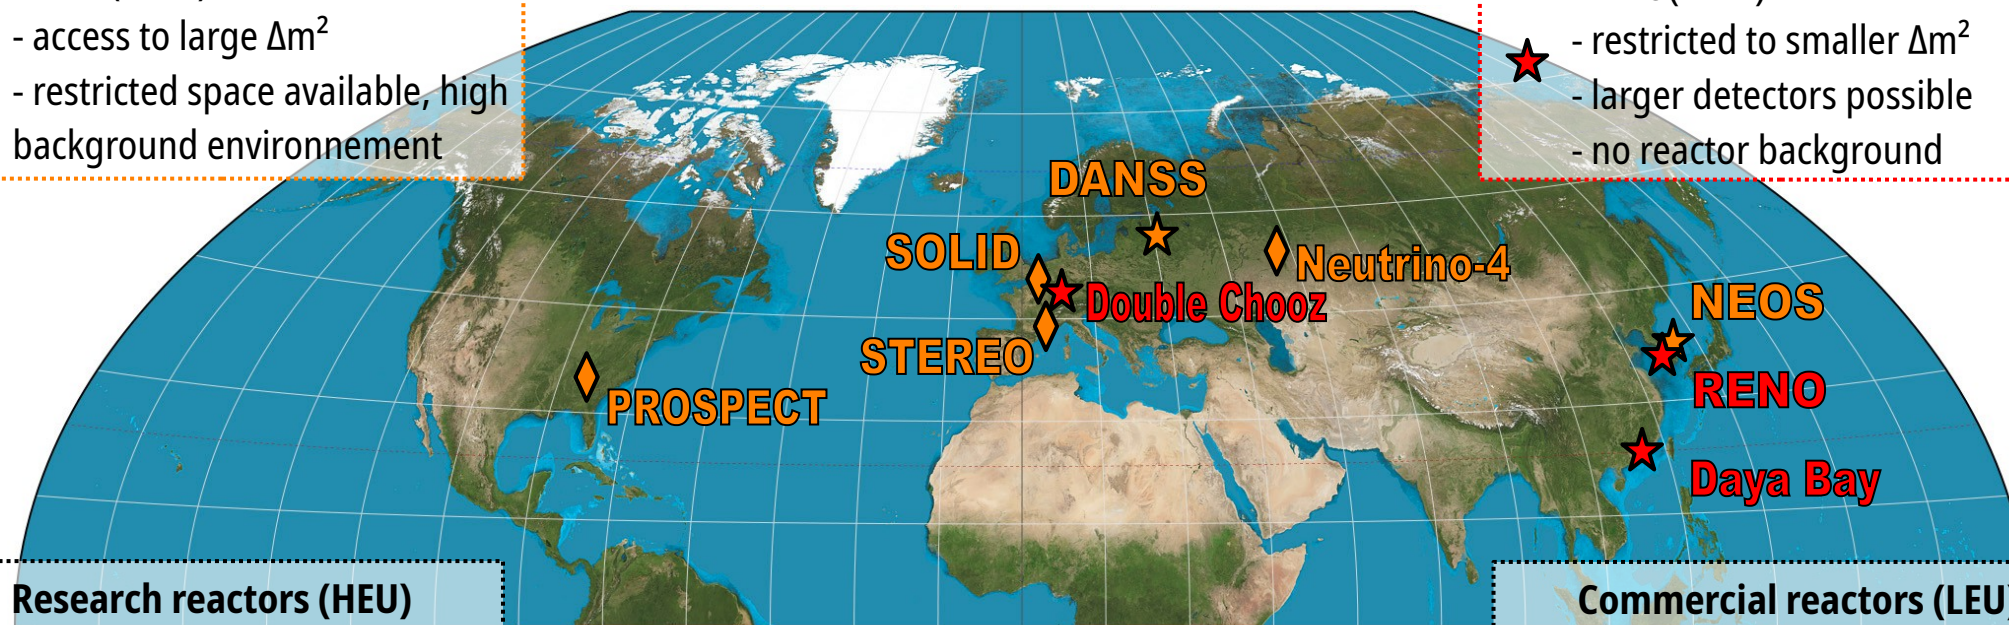 - access to large Δm²
- restricted space available, high
background environnement
- restricted to smaller Δm²
- larger detectors possible
- no reactor background
DANSS
SOLID
Neutrino-4
Double Chooz
NEOS
STEREO
RENO
PROSPECT
Daya Bay
Research reactors (HEU)
Commercial reactors (LEU)